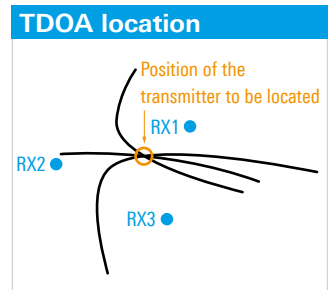 TDOA location
Position of the
transmitter to be located
RX1
RX2
RX3